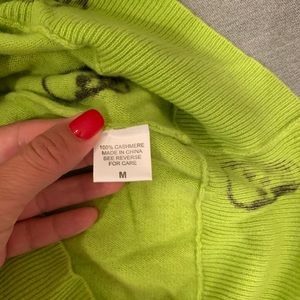 100% CASHMERE
MADE IN CHINA
SEE REVERSE
FOR CARE
M